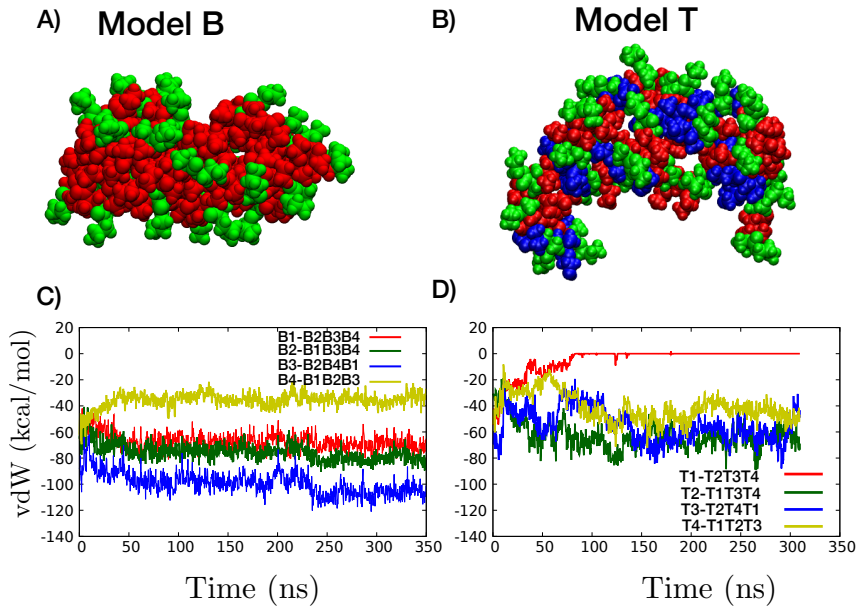 A) Model B
B) Model T
C)
20
0
-20
-40
-60
-80
-100
-120
-140
0 50 100 150 200 250 300 350
vdW (kcal/mol)
Time (ns)
B1-B2B3B4
B2-B1B3B4
B3-B2B4B1
B4-B1B2B3
D)
20
0
-20
-40
-60
-80
-100
-120
-140
0 50 100 150 200 250 300 350
Time (ns)
T1-T2T3T4
T2-T1T3T4
T3-T2T4T1
T4-T1T2T3